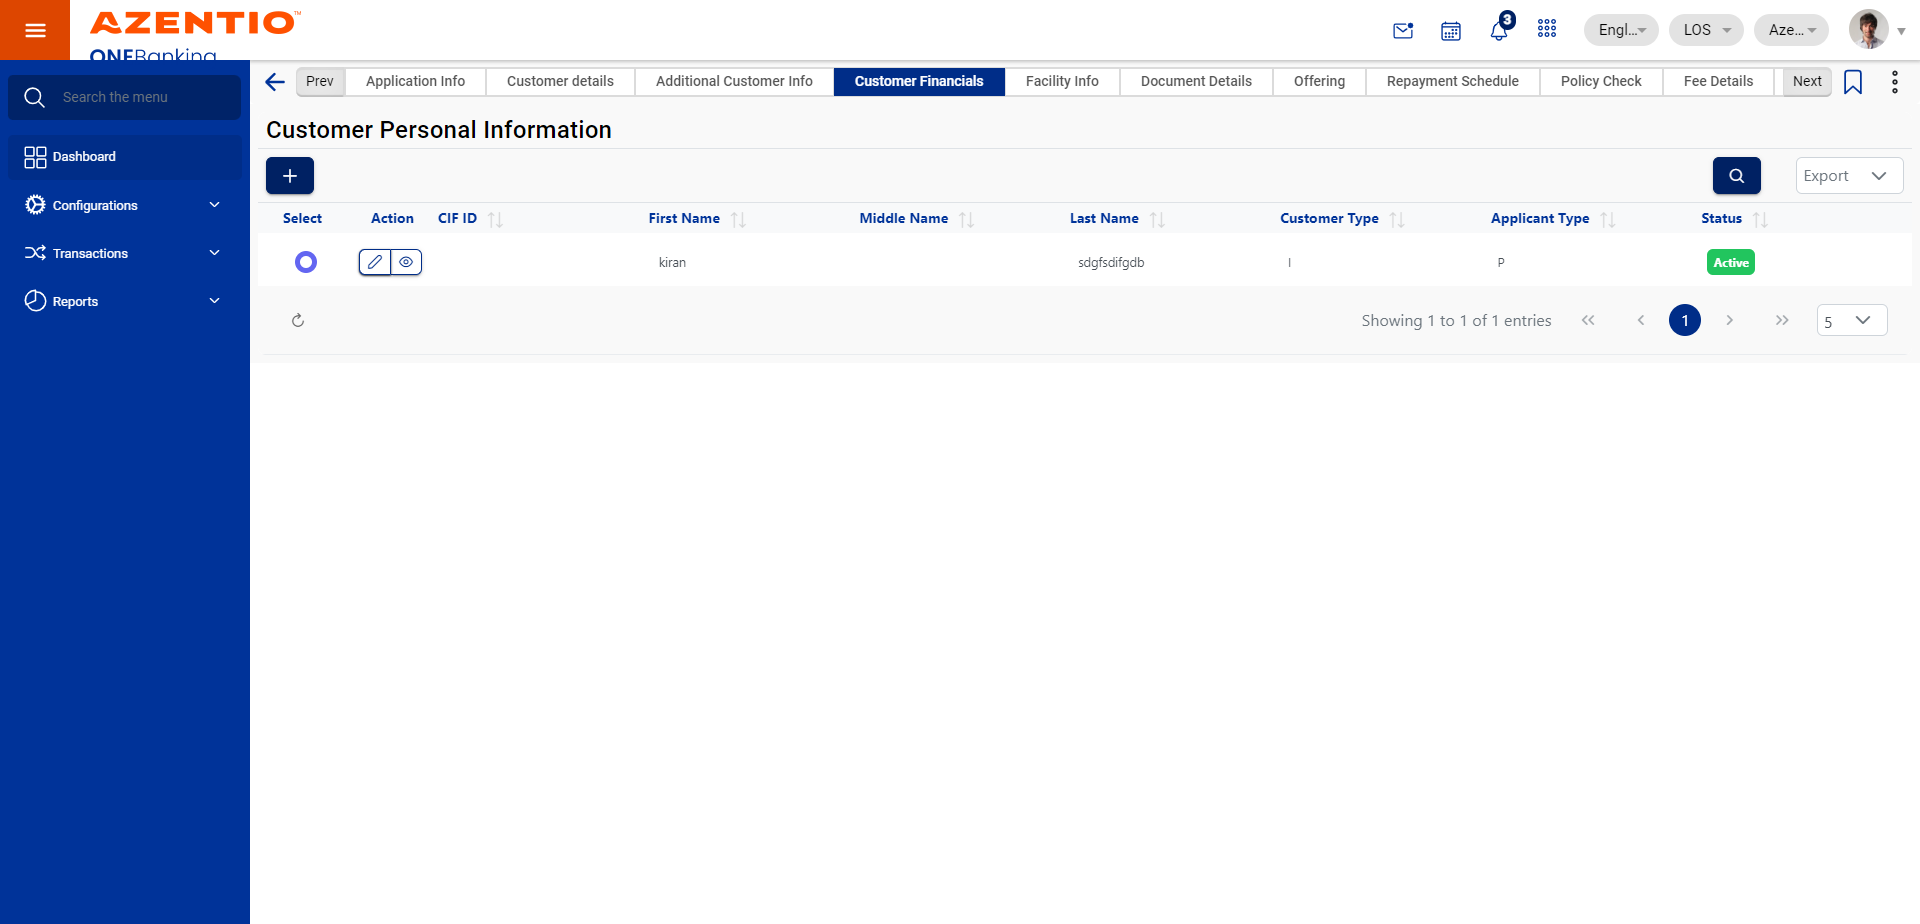 AZENTIO™
ONEBanking
3
Engl...
LOS
Aze...
Search the menu
Dashboard
Configurations
Transactions
Reports
Prev
Application Info
Customer details
Additional Customer Info
Customer Financials
Facility Info
Document Details
Offering
Repayment Schedule
Policy Check
Fee Details
Next
Customer Personal Information
Export
Select
Action
CIF ID
First Name
Middle Name
Last Name
Customer Type
Applicant Type
Status
kiran
sdgfsdifgdb
I
P
Active
Showing 1 to 1 of 1 entries
1
5